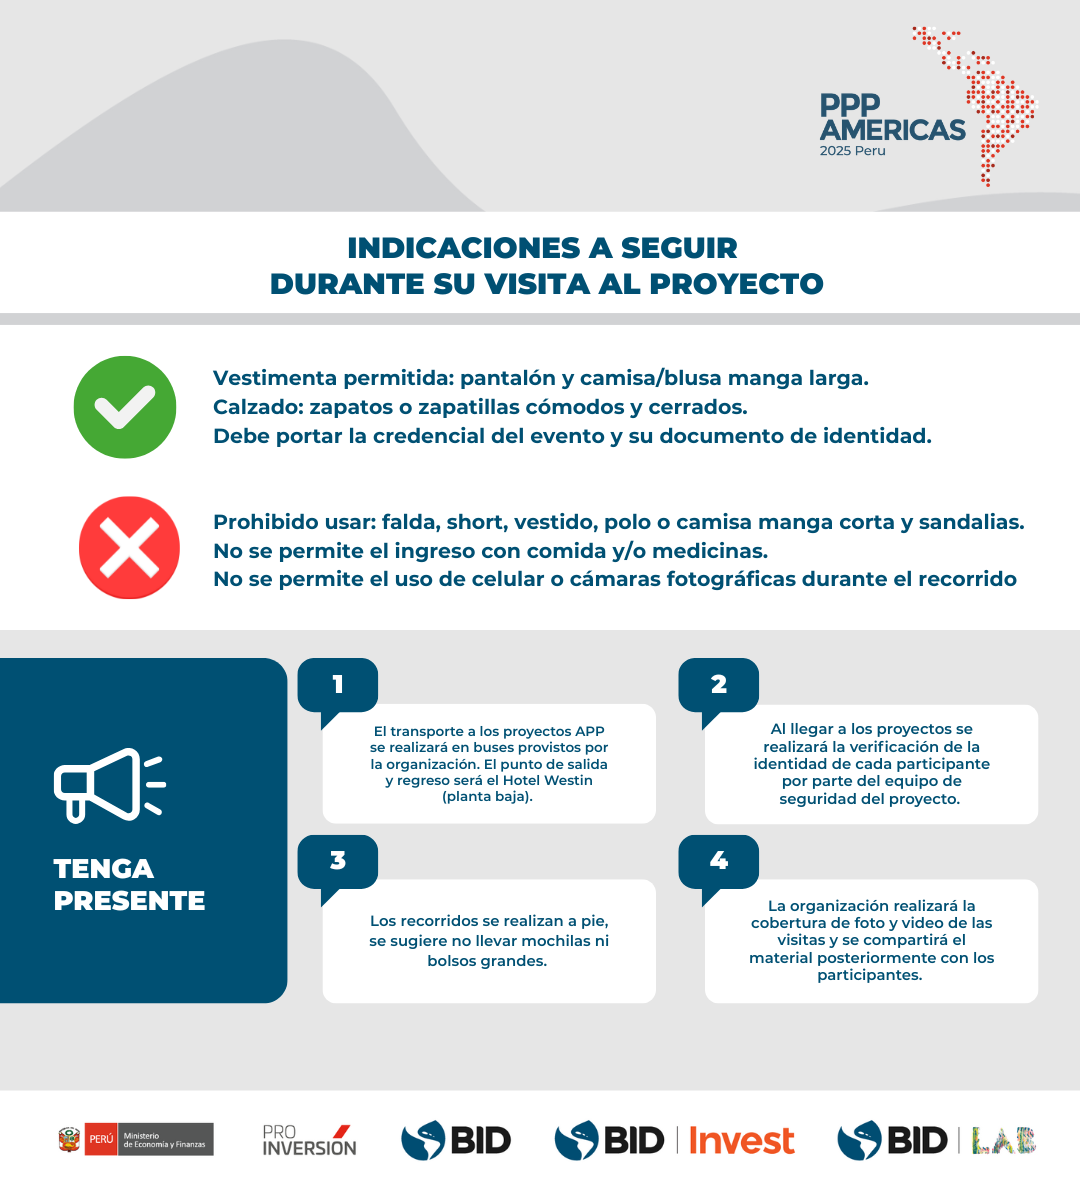 PPP
AMERICAS
2025 Peru
INDICACIONES A SEGUIR
DURANTE SU VISITA AL PROYECTO
Vestimenta permitida: pantalón y camisa/blusa manga larga.
Calzado: zapatos o zapatillas cómodos y cerrados.
Debe portar la credencial del evento y su documento de identidad.
Prohibido usar: falda, short, vestido, polo o camisa manga corta y sandalias.
No se permite el ingreso con comida y/o medicinas.
No se permite el uso de celular o cámaras fotográficas durante el recorrido
TENGA
PRESENTE
1
El transporte a los proyectos APP
se realizará en buses provistos por
la organización. El punto de salida
y regreso será el Hotel Westin
(planta baja).
2
Al llegar a los proyectos se
realizará la verificación de la
identidad de cada participante
por parte del equipo de
seguridad del proyecto.
3
Los recorridos se realizan a pie,
se sugiere no llevar mochilas ni
bolsos grandes.
4
La organización realizará la
cobertura de foto y video de las
visitas y se compartirá el
material posteriormente con los
participantes.
PERÚ
Ministerio
de Economía y Finanzas
PRO
INVERSIÓN
BID
BID Invest
BID LAB